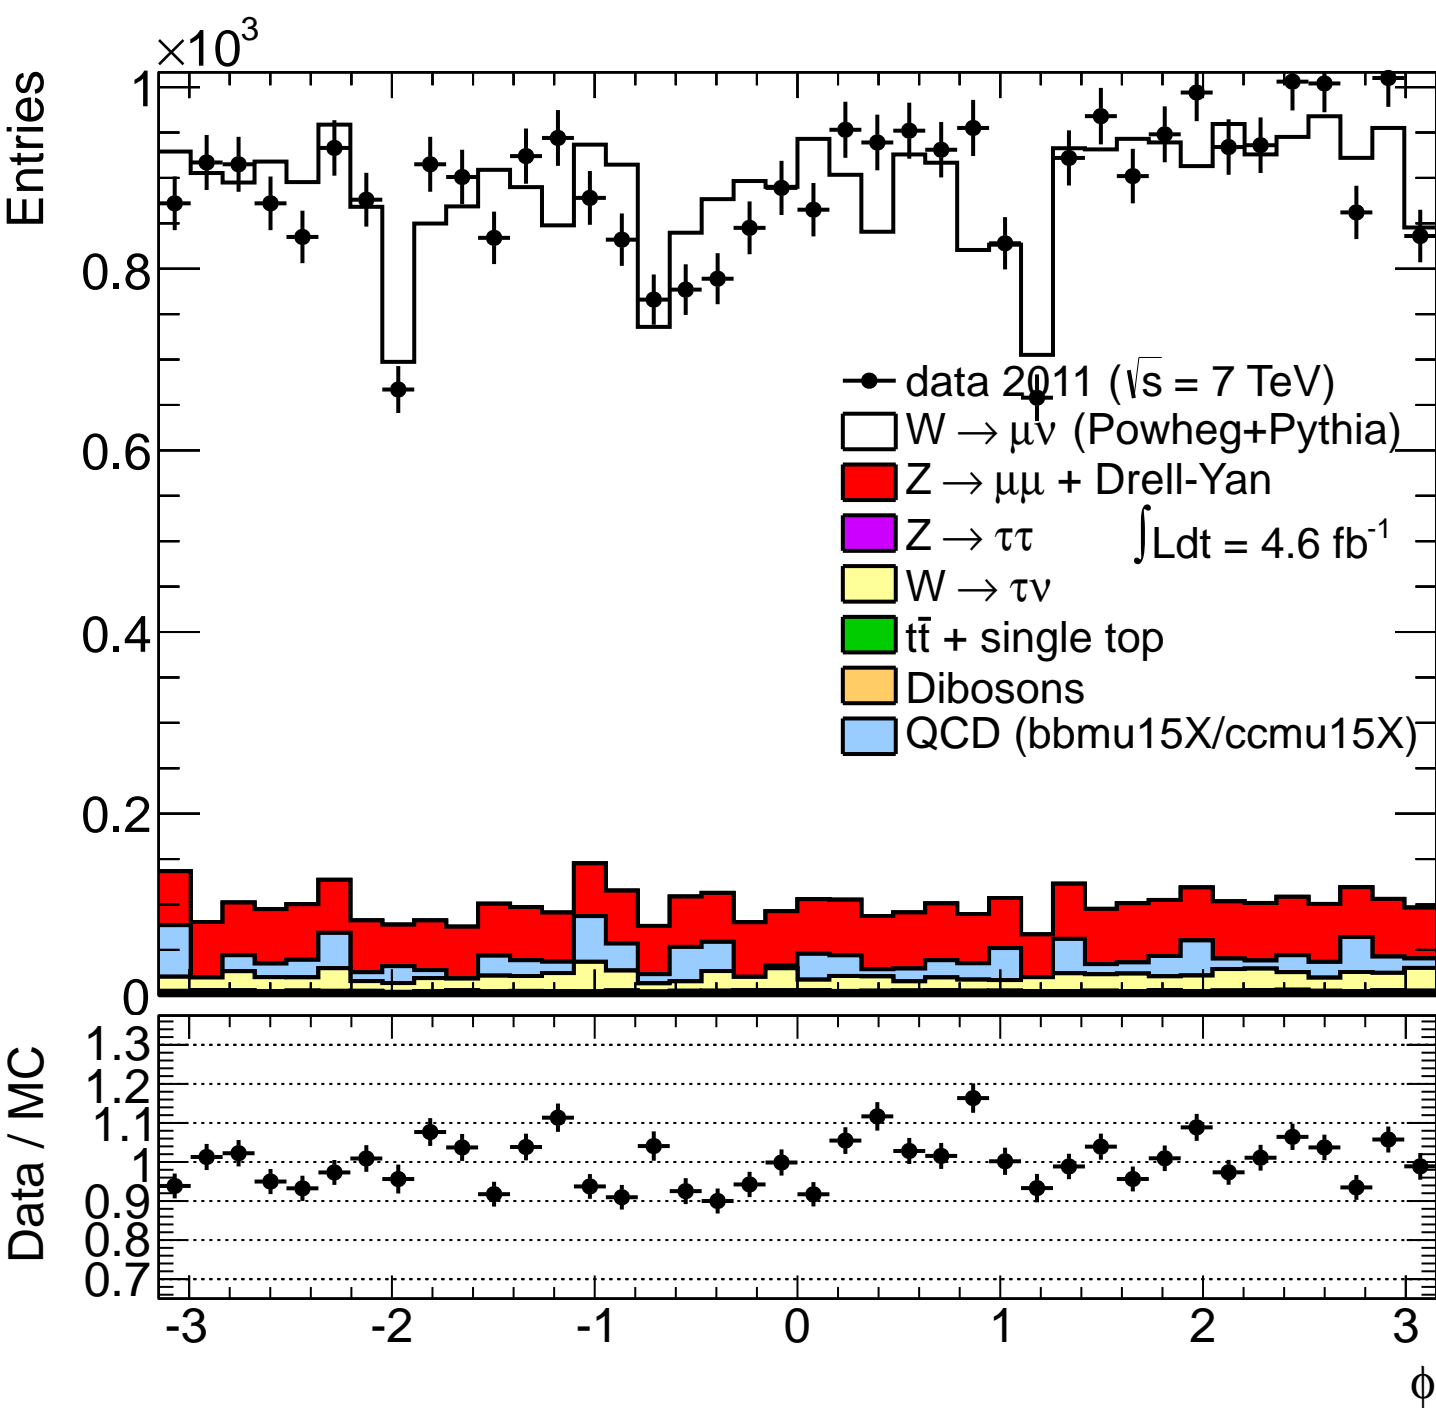 ×10³
Entries
1
0.8
0.6
0.4
0.2
0
data 2011 (√s = 7 TeV)
W → μν (Powheg+Pythia)
Z → μμ + Drell-Yan
Z → ττ
∫Ldt = 4.6 fb⁻¹
W → τν
tt̄ + single top
Dibosons
QCD (bbmu15X/ccmu15X)
Data / MC
1.3
1.2
1.1
1
0.9
0.8
0.7
-3 -2 -1 0 1 2 3
ϕ